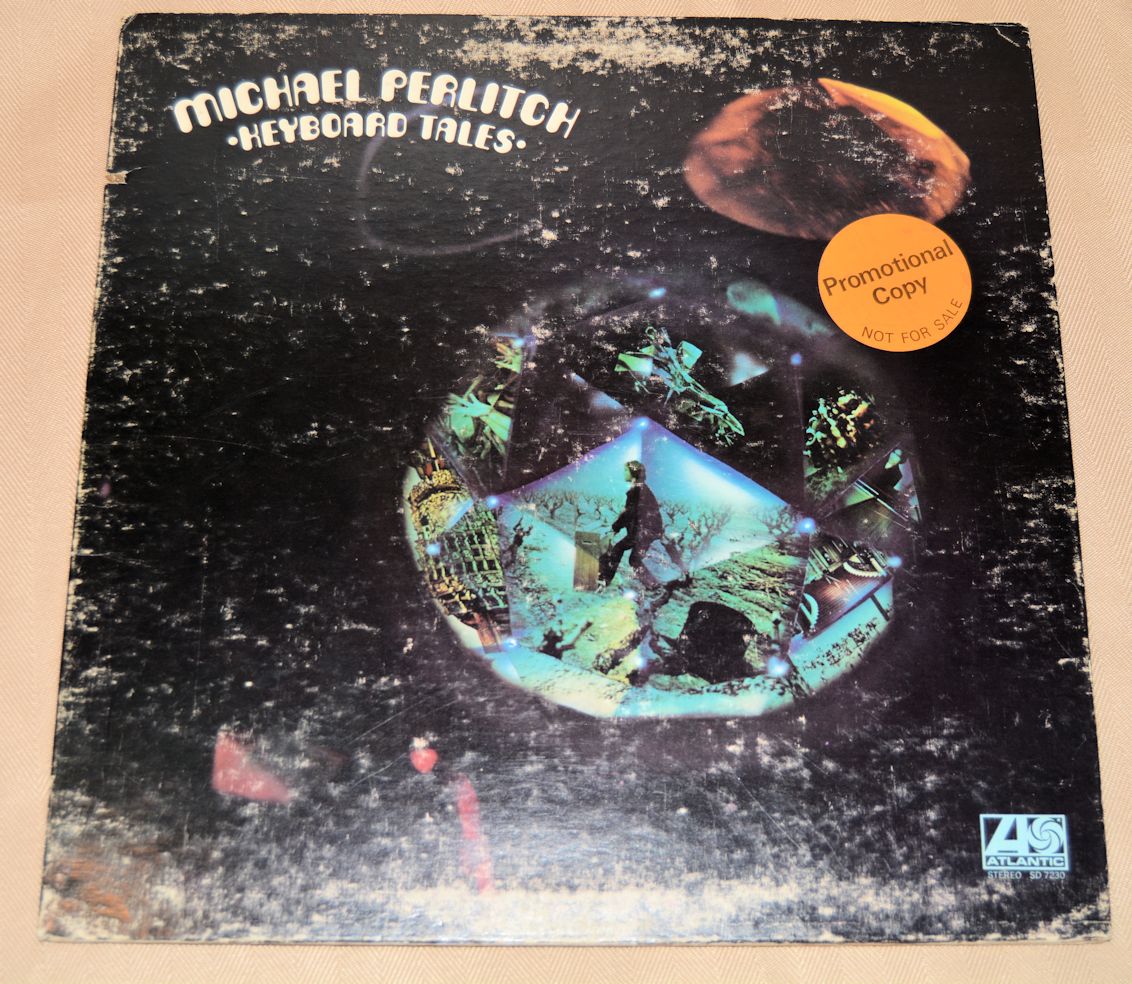 MICHAEL PERLITCH
•KEYBOARD TALES•
Promotional
Copy
NOT FOR SALE
ATLANTIC
STEREO SD 7230